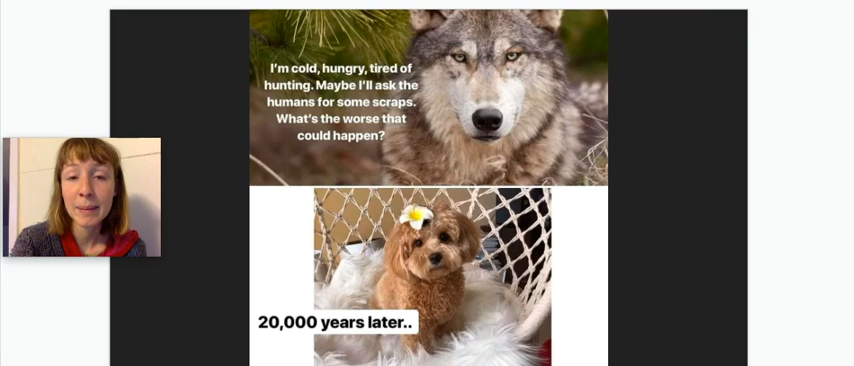 I'm cold, hungry, tired of
hunting. Maybe I'll ask the
humans for some scraps.
What's the worse that
could happen?
20,000 years later..